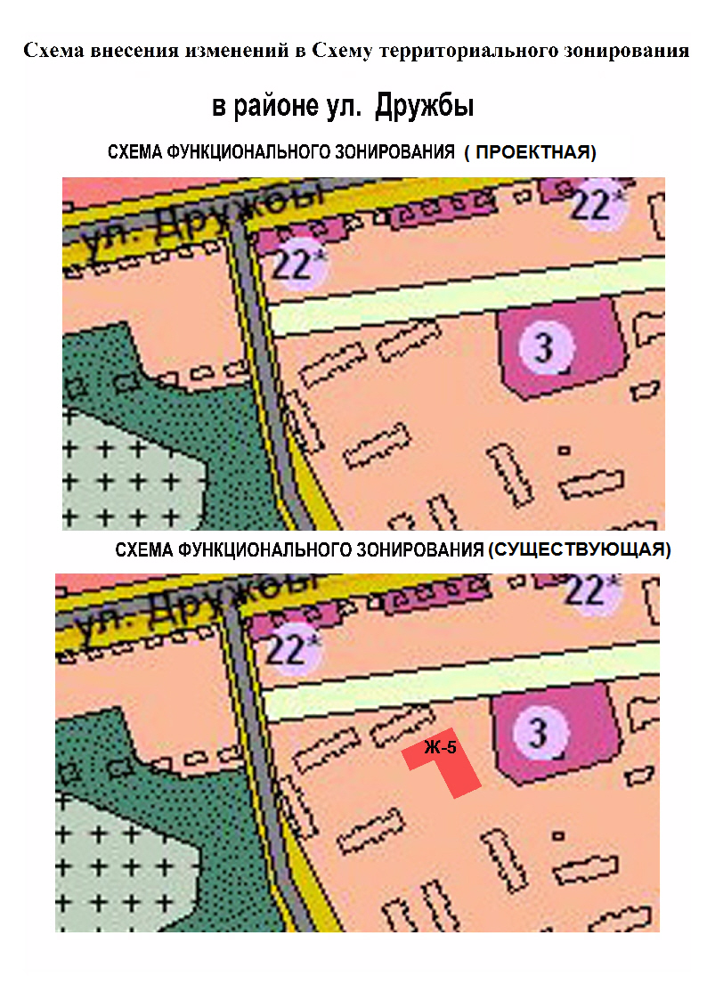 Схема внесения изменений в Схему территориального зонирования
в районе ул. Дружбы
СХЕМА ФУНКЦИОНАЛЬНОГО ЗОНИРОВАНИЯ ( ПРОЕКТНАЯ)
ул. Дружбы
22*
22*
3
СХЕМА ФУНКЦИОНАЛЬНОГО ЗОНИРОВАНИЯ (СУЩЕСТВУЮЩАЯ)
ул. Дружбы
22*
22*
3
Ж-5